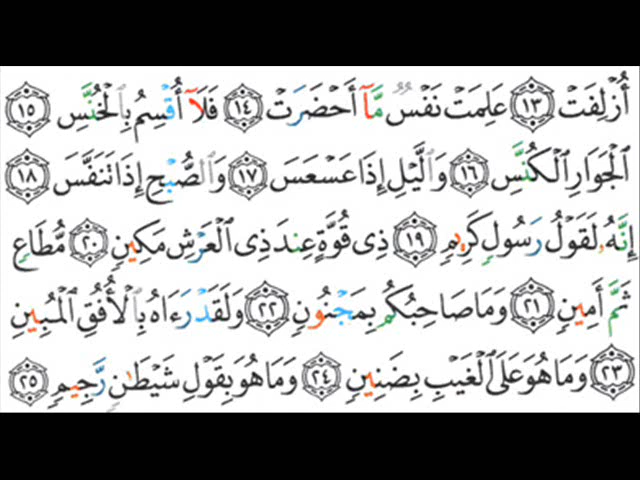 أُزْلِفَتْ ١٣ عَلِمَتْ نَفْسٌ مَّآ أَحْضَرَتْ ١٤ فَلَآ أُقْسِمُ بِٱلْخُنَّسِ ١٥
ٱلْجَوَارِ ٱلْكُنَّسِ ١٦ وَٱلَّيْلِ إِذَا عَسْعَسَ ١٧ وَٱلصُّبْحِ إِذَا تَنَفَّسَ ١٨
إِنَّهُۥ لَقَوْلُ رَسُولٍ كَرِيمٍ ١٩ ذِى قُوَّةٍ عِندَ ذِى ٱلْعَرْشِ مَكِينٍ ٢٠ مُّطَاعٍ
ثَمَّ أَمِينٍ ٢١ وَمَا صَاحِبُكُم بِمَجْنُونٍ ٢٢ وَلَقَدْ رَءَاهُ بِٱلْأُفُقِ ٱلْمُبِينِ
٢٣ وَمَا هُوَ عَلَى ٱلْغَيْبِ بِضَنِينٍ ٢٤ وَمَا هُوَ بِقَوْلِ شَيْطَٰنٍ رَّجِيمٍ ٢٥